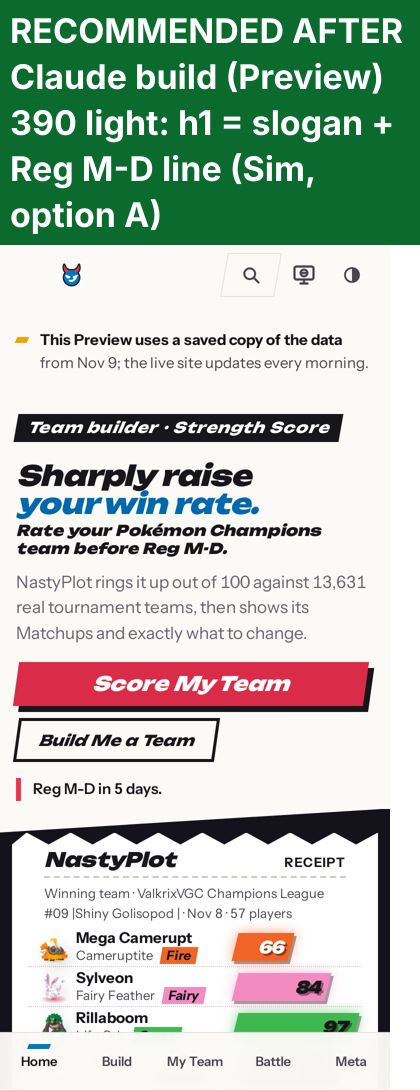 RECOMMENDED AFTER
Claude build (Preview)
390 light: h1 = slogan +
Reg M-D line (Sim,
option A)
This Preview uses a saved copy of the data
from Nov 9; the live site updates every morning.
Team builder · Strength Score
Sharply raise
your win rate.
Rate your Pokémon Champions
team before Reg M-D.
NastyPlot rings it up out of 100 against 13,631
real tournament teams, then shows its
Matchups and exactly what to change.
Score My Team
Build Me a Team
Reg M-D in 5 days.
NastyPlot RECEIPT
Winning team · ValkrixVGC Champions League
#09 |Shiny Golisopod | · Nov 8 · 57 players
Mega Camerupt
Cameruptite Fire 66
Sylveon
Fairy Feather Fairy 84
Rillaboom
97
Home Build My Team Battle Meta